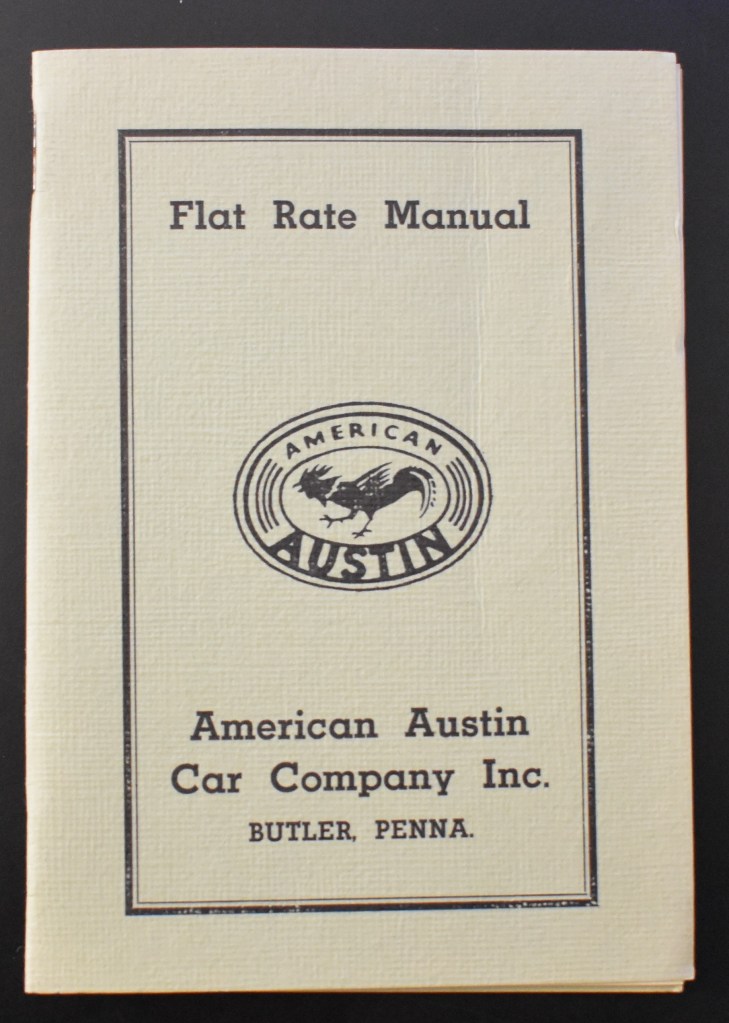 Flat Rate Manual
AMERICAN
AUSTIN
American Austin
Car Company Inc.
BUTLER, PENNA.